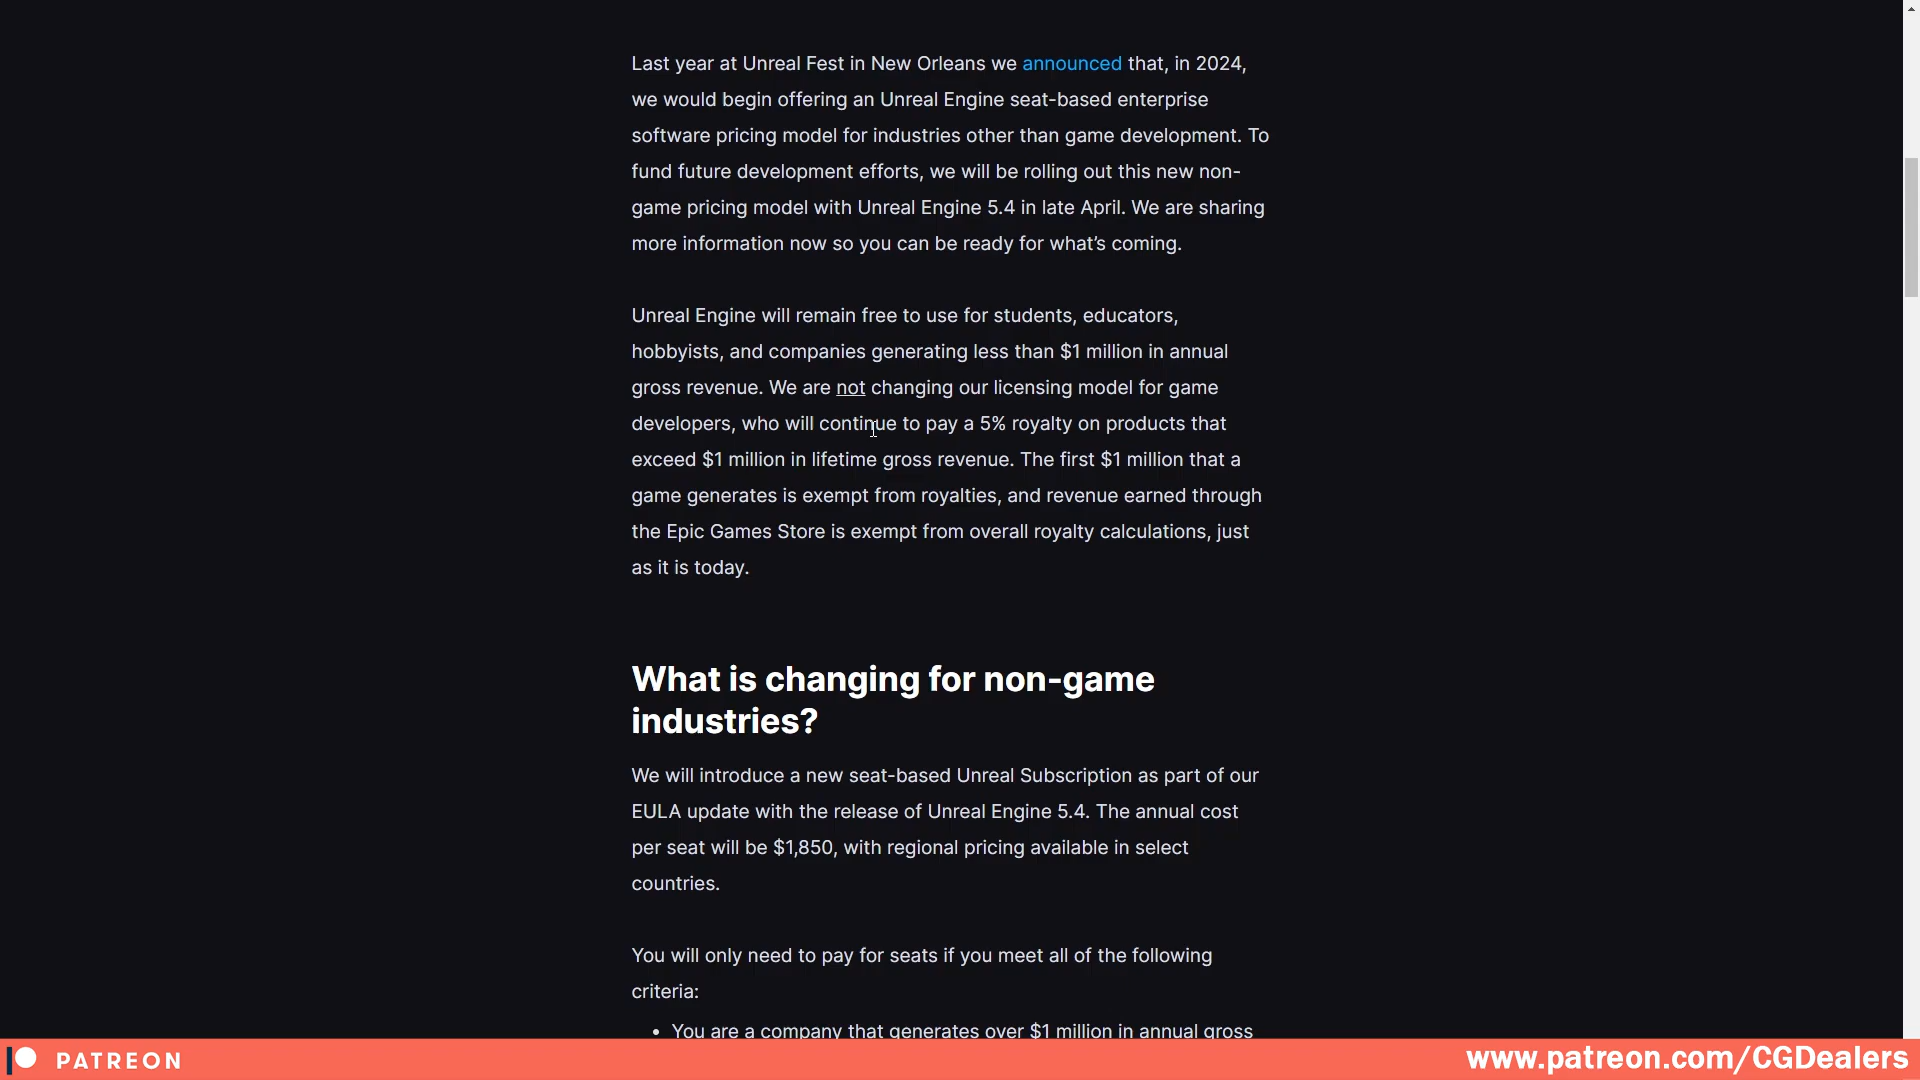 Last year at Unreal Fest in New Orleans we announced that, in 2024,
we would begin offering an Unreal Engine seat-based enterprise
software pricing model for industries other than game development. To
fund future development efforts, we will be rolling out this new non-
game pricing model with Unreal Engine 5.4 in late April. We are sharing
more information now so you can be ready for what’s coming.
Unreal Engine will remain free to use for students, educators,
hobbyists, and companies generating less than $1 million in annual
gross revenue. We are not changing our licensing model for game
developers, who will continue to pay a 5% royalty on products that
exceed $1 million in lifetime gross revenue. The first $1 million that a
game generates is exempt from royalties, and revenue earned through
the Epic Games Store is exempt from overall royalty calculations, just
as it is today.
What is changing for non-game
industries?
We will introduce a new seat-based Unreal Subscription as part of our
EULA update with the release of Unreal Engine 5.4. The annual cost
per seat will be $1,850, with regional pricing available in select
countries.
You will only need to pay for seats if you meet all of the following
criteria:
• You are a company that generates over $1 million in annual gross
PATREON
www.patreon.com/CGDealers